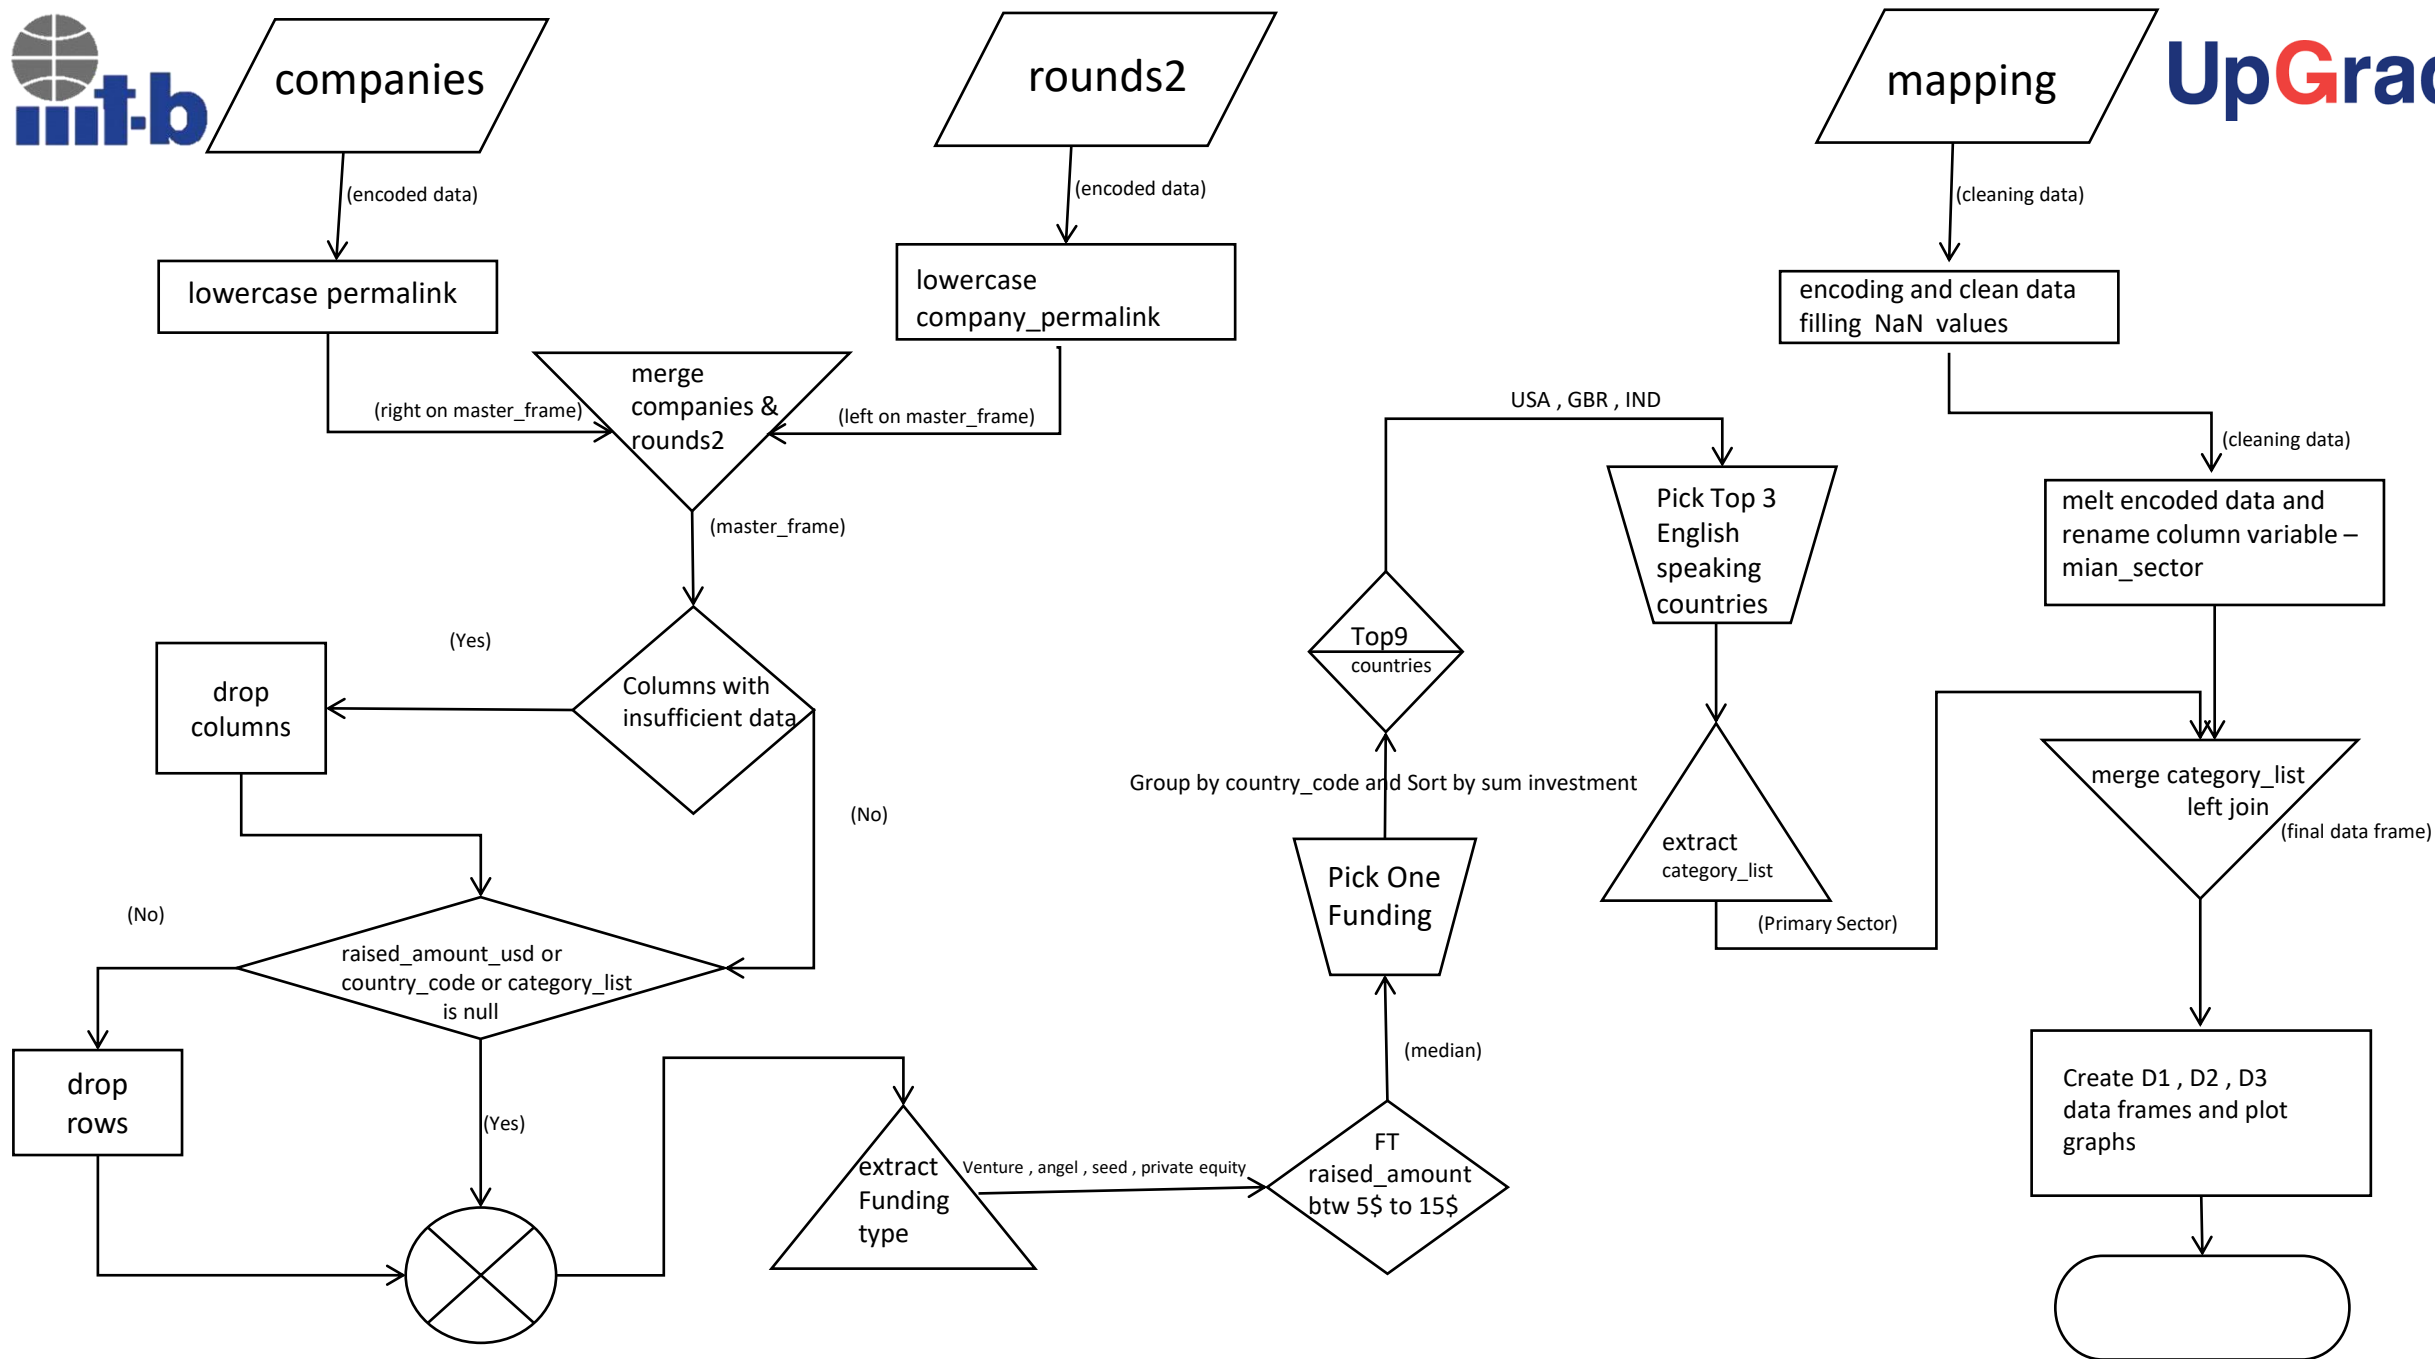 iiit-b
companies
rounds2
mapping
UpGrad
(encoded data)
(encoded data)
(cleaning data)
lowercase permalink
lowercase
company_permalink
encoding and clean data
filling NaN values
merge
companies &
rounds2
(right on master_frame)
(left on master_frame)
USA , GBR , IND
(cleaning data)
(master_frame)
Pick Top 3
English
speaking
countries
melt encoded data and
rename column variable –
mian_sector
(Yes)
drop
columns
Columns with
insufficient data
(No)
Top9
countries
Group by country_code and Sort by sum investment
merge category_list
left join
(final data frame)
extract
category_list
(Primary Sector)
Pick One
Funding
(No)
raised_amount_usd or
country_code or category_list
is null
(median)
drop
rows
(Yes)
extract
Funding
type
Venture , angel , seed , private equity
FT
raised_amount
btw 5$ to 15$
Create D1 , D2 , D3
data frames and plot
graphs